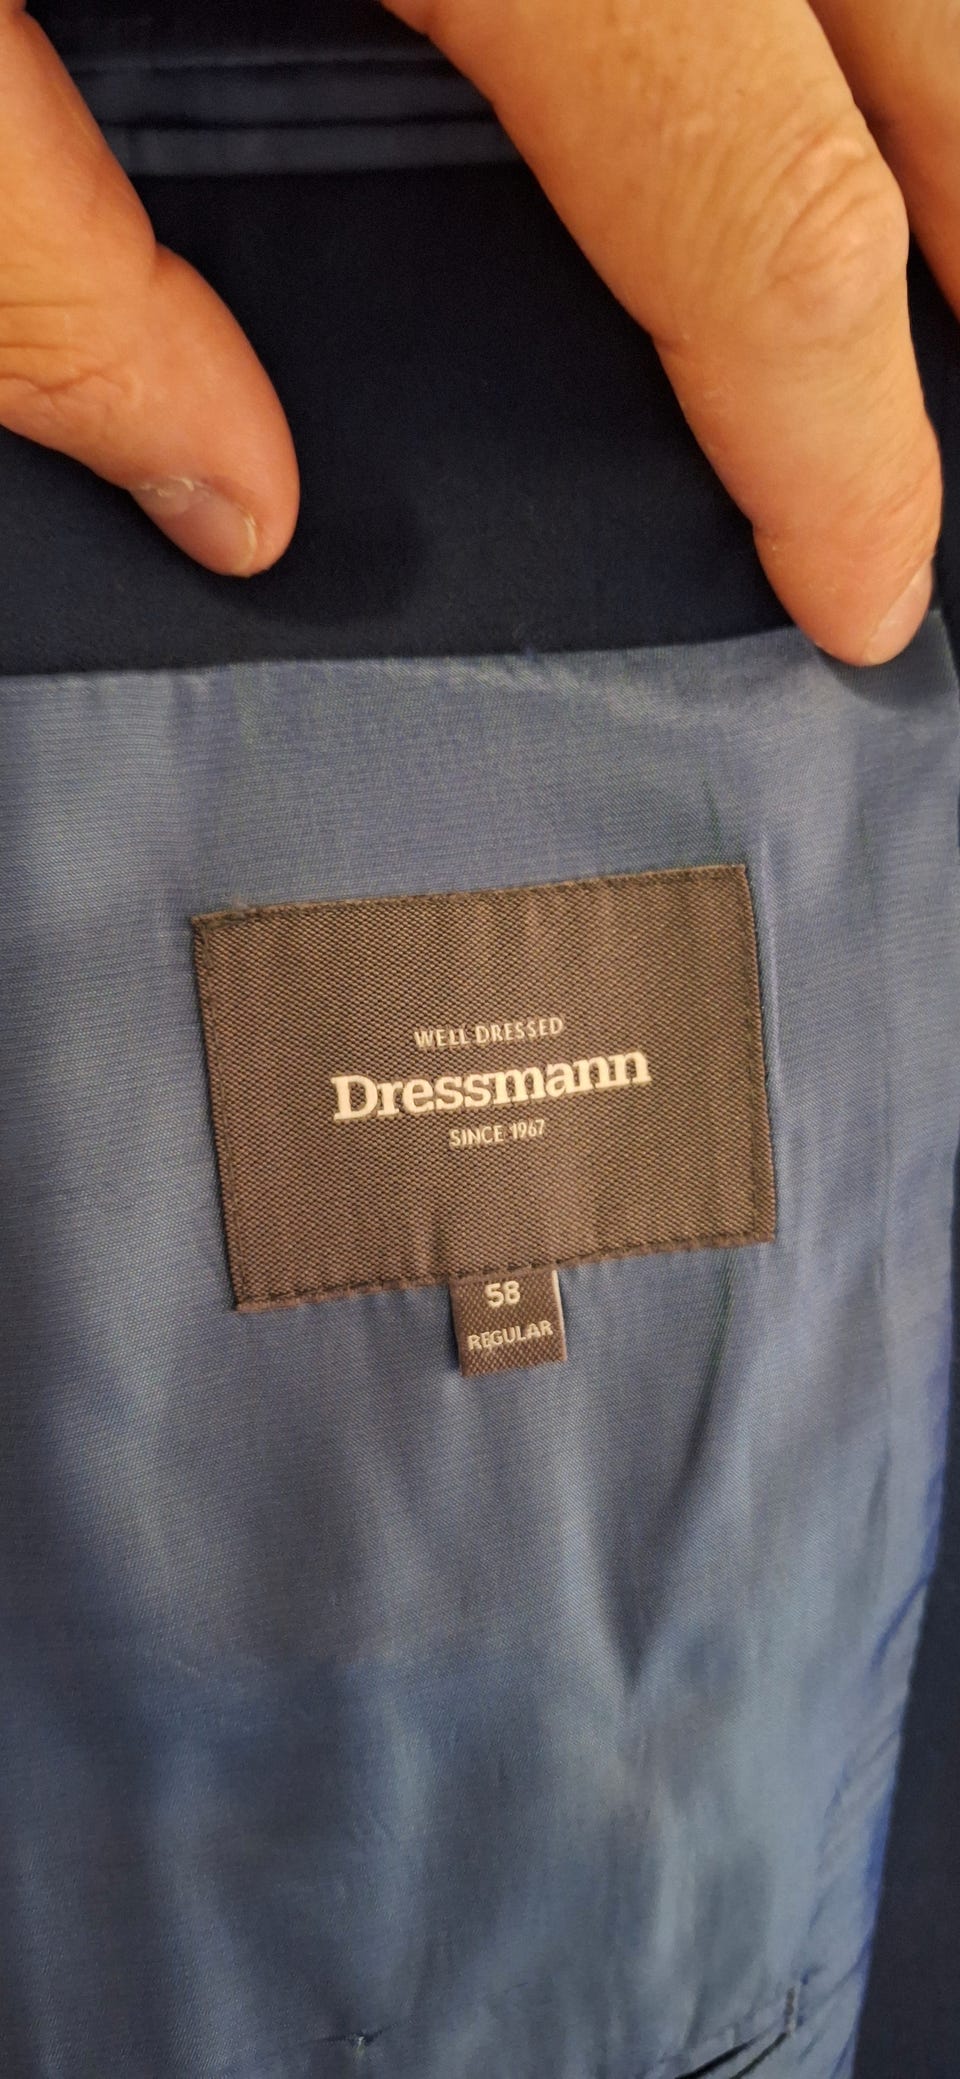 WELL DRESSED
Dressmann
SINCE 1967
58
REGULAR